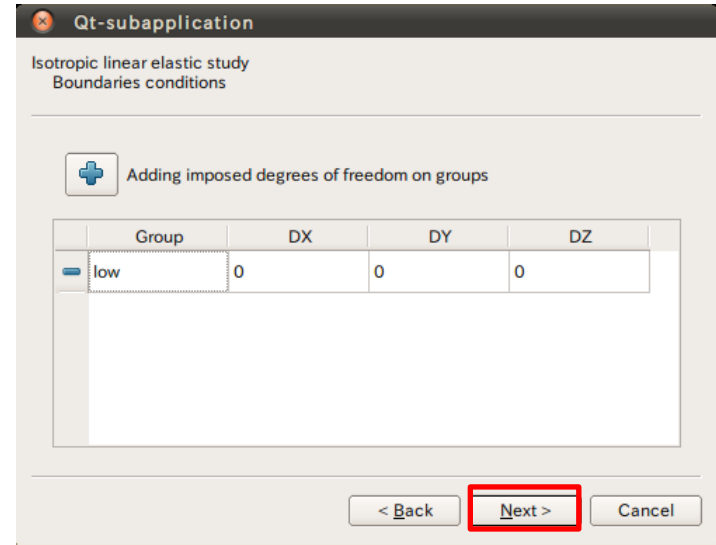 Qt-subapplication
Isotropic linear elastic study
Boundaries conditions
Adding imposed degrees of freedom on groups
Group DX DY DZ
low 0 0 0
< Back Next > Cancel